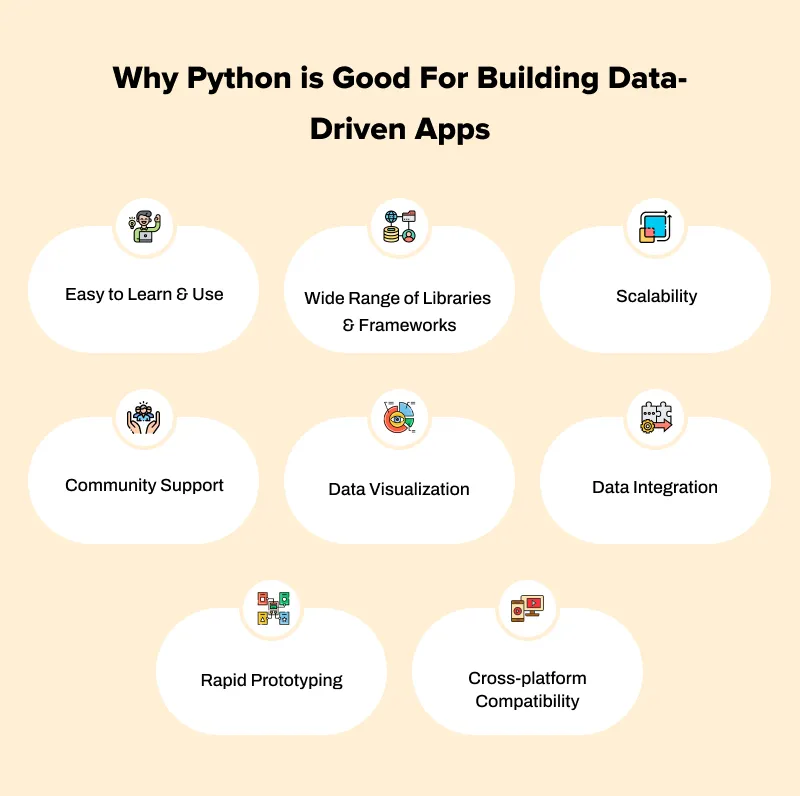 Why Python is Good For Building Data-
Driven Apps
Easy to Learn & Use
Wide Range of Libraries
& Frameworks
Scalability
Community Support
Data Visualization
Data Integration
Rapid Prototyping
Cross-platform
Compatibility